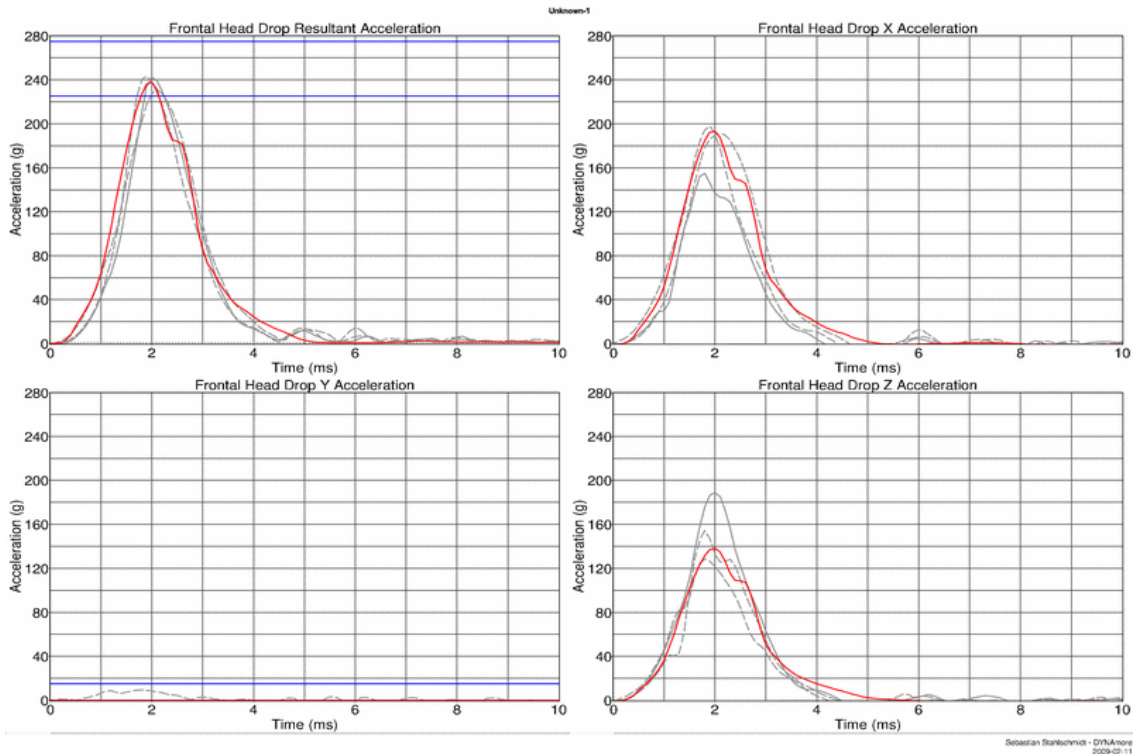 Unknown-1
Frontal Head Drop Resultant Acceleration
280
240
200
160
120
80
40
0
Acceleration (g)
0 2 4 6 8 10
Time (ms)
Frontal Head Drop X Acceleration
280
240
200
160
120
80
40
0
Acceleration (g)
0 2 4 6 8 10
Time (ms)
Frontal Head Drop Y Acceleration
280
240
200
160
120
80
40
0
Acceleration (g)
0 2 4 6 8 10
Time (ms)
Frontal Head Drop Z Acceleration
280
240
200
160
120
80
40
0
Acceleration (g)
0 2 4 6 8 10
Time (ms)
Sebastian Stahlschmidt - DYNAmore
2009-02-11